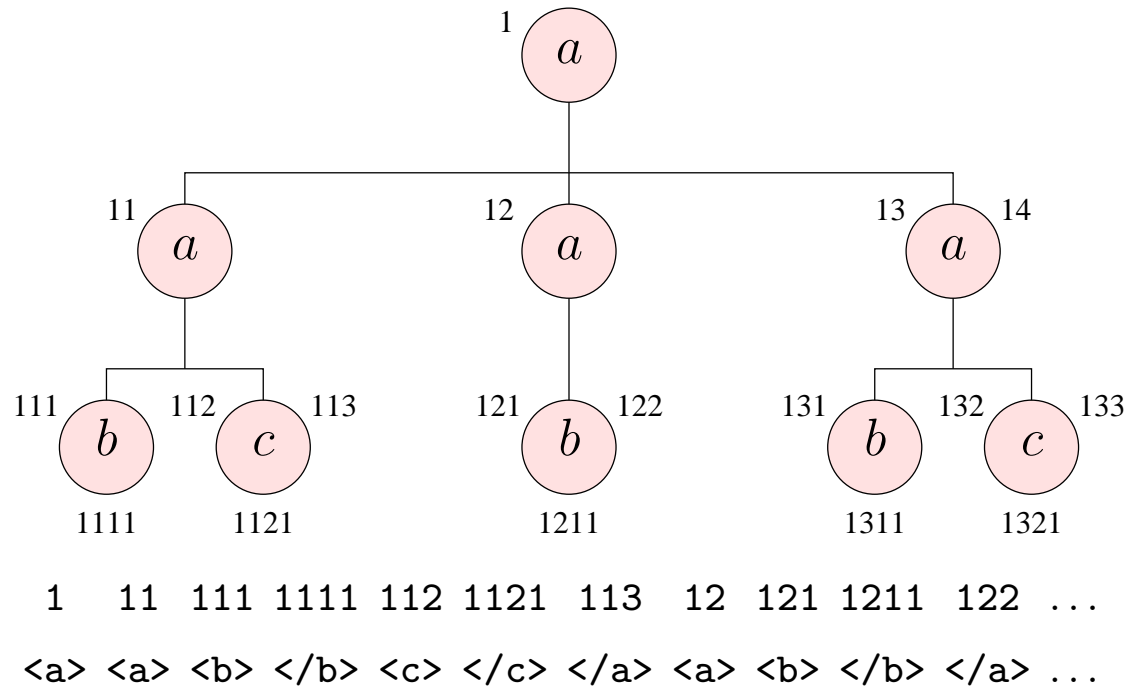 1 a
11 a 12 a 13 14
111 b 112 c 113 121 b 122 131 b 132 c 133
1111 1121 1211 1311 1321
1 11 111 1111 112 1121 113 12 121 1211 122 ...
<a> <a> <b> </b> <c> </c> </a> <a> <b> </b> </a> ...